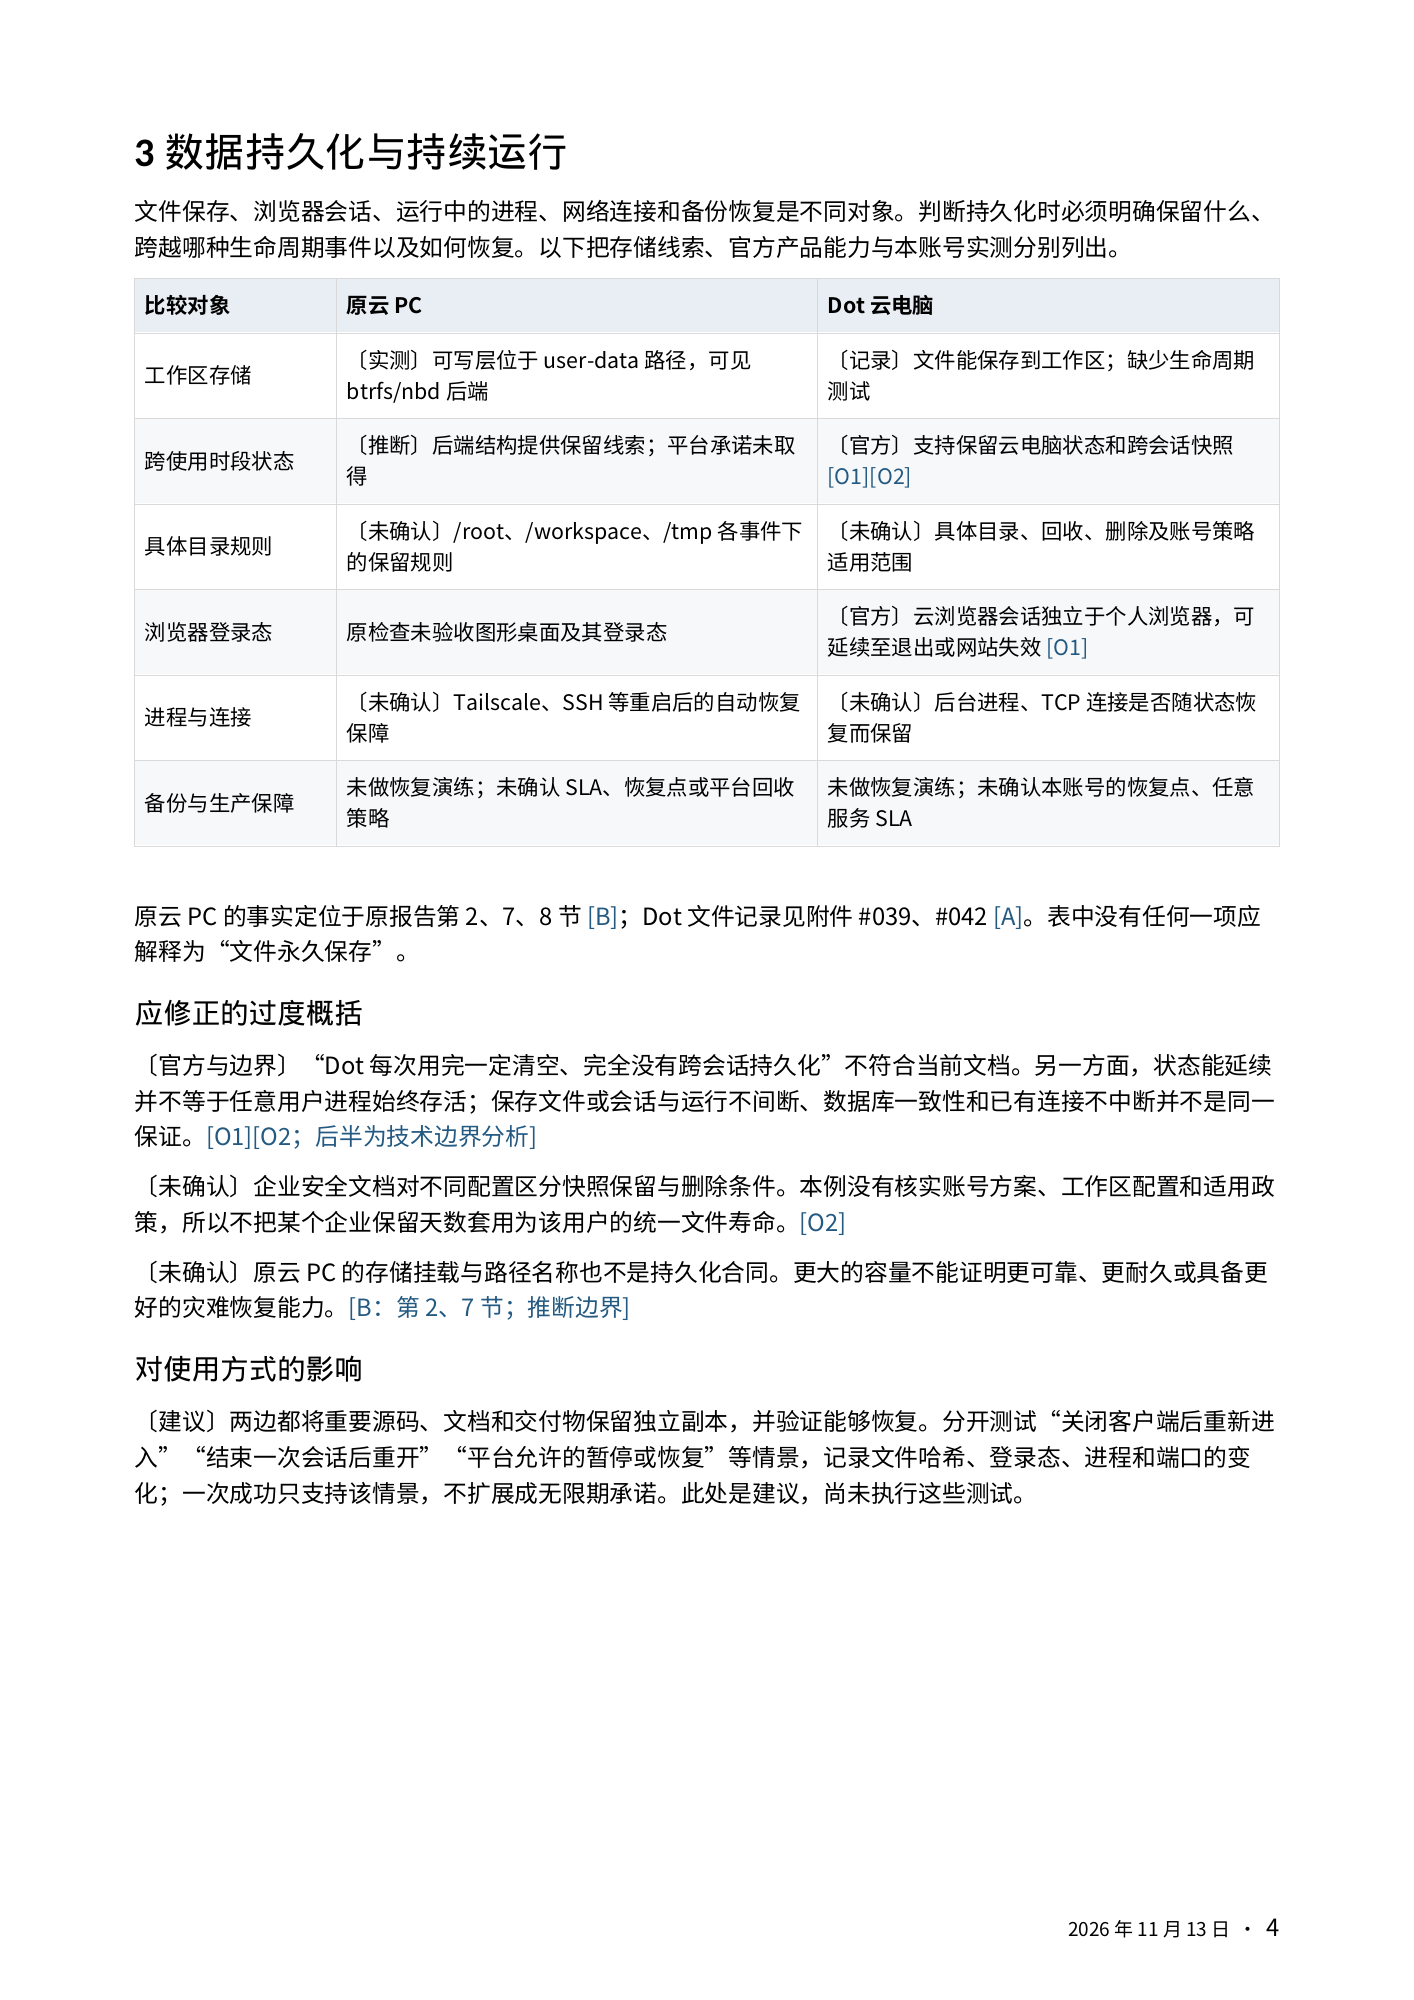 3 数据持久化与持续运行
文件保存、浏览器会话、运行中的进程、网络连接和备份恢复是不同对象。判断持久化时必须明确保留什么、
跨越哪种生命周期事件以及如何恢复。以下把存储线索、官方产品能力与本账号实测分别列出。
比较对象 原云 PC Dot 云电脑
工作区存储 〔实测〕可写层位于 user-data 路径，可见
btrfs/nbd 后端 〔记录〕文件能保存到工作区；缺少生命周期
测试
跨使用时段状态 〔推断〕后端结构提供保留线索；平台承诺未取
得 〔官方〕支持保留云电脑状态和跨会话快照
[O1][O2]
具体目录规则 〔未确认〕/root、/workspace、/tmp 各事件下
的保留规则 〔未确认〕具体目录、回收、删除及账号策略
适用范围
浏览器登录态 原检查未验收图形桌面及其登录态 〔官方〕云浏览器会话独立于个人浏览器，可
延续至退出或网站失效 [O1]
进程与连接 〔未确认〕Tailscale、SSH 等重启后的自动恢复
保障 〔未确认〕后台进程、TCP 连接是否随状态恢
复而保留
备份与生产保障 未做恢复演练；未确认 SLA、恢复点或平台回收
策略 未做恢复演练；未确认本账号的恢复点、任意
服务 SLA
原云 PC 的事实定位于原报告第 2、7、8 节 [B]；Dot 文件记录见附件 #039、#042 [A]。表中没有任何一项应
解释为“文件永久保存”。
应修正的过度概括
〔官方与边界〕“Dot 每次用完一定清空、完全没有跨会话持久化”不符合当前文档。另一方面，状态能延续
并不等于任意用户进程始终存活；保存文件或会话与运行不间断、数据库一致性和已有连接不中断并不是同一
保证。[O1][O2；后半为技术边界分析]
〔未确认〕企业安全文档对不同配置区分快照保留与删除条件。本例没有核实账号方案、工作区配置和适用政
策，所以不把某个企业保留天数套用为该用户的统一文件寿命。[O2]
〔未确认〕原云 PC 的存储挂载与路径名称也不是持久化合同。更大的容量不能证明更可靠、更耐久或具备更
好的灾难恢复能力。[B：第 2、7 节；推断边界]
对使用方式的影响
〔建议〕两边都将重要源码、文档和交付物保留独立副本，并验证能够恢复。分开测试“关闭客户端后重新进
入”“结束一次会话后重开”“平台允许的暂停或恢复”等情景，记录文件哈希、登录态、进程和端口的变
化；一次成功只支持该情景，不扩展成无限期承诺。此处是建议，尚未执行这些测试。
2026 年 11 月 13 日 • 4